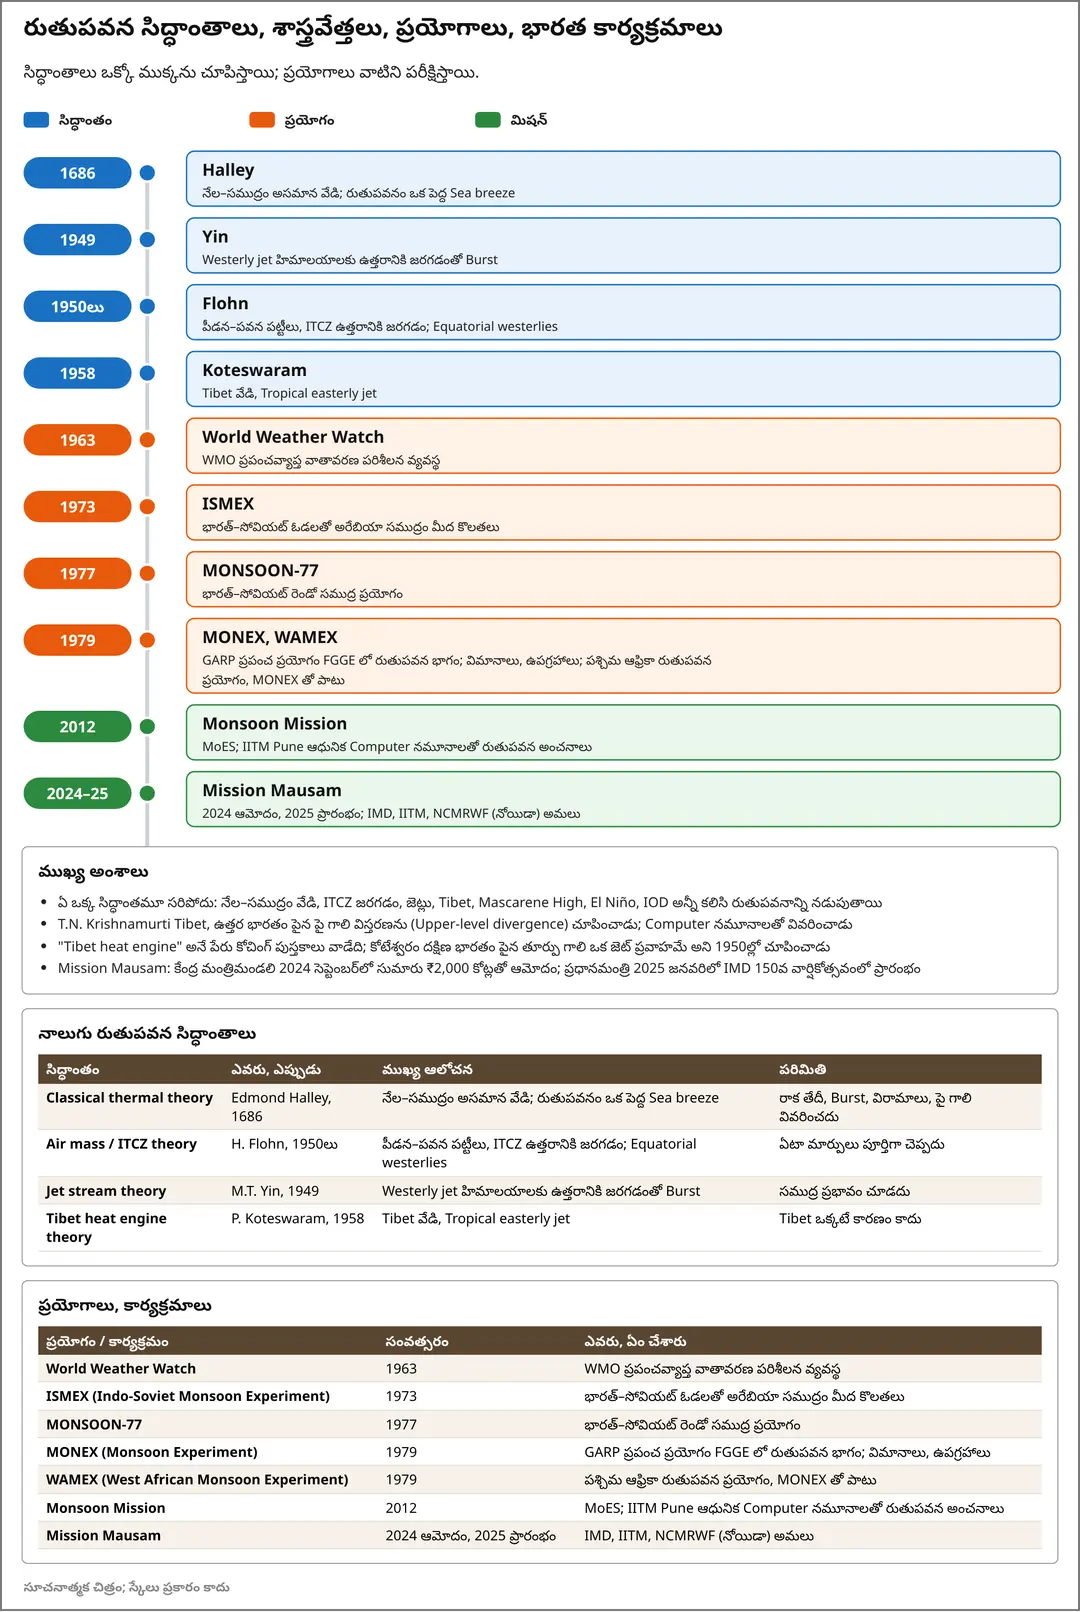 రుతుపవన సిద్ధాంతాలు, శాస్త్రవేత్తలు, ప్రయోగాలు, భారత కార్యక్రమాలు
సిద్ధాంతాలు ఒక్కో ముక్కను చూపిస్తాయి; ప్రయోగాలు వాటిని పరీక్షిస్తాయి.
సిద్ధాంతం ప్రయోగం మిషన్
1686 Halley
నేల–సముద్రం అసమాన వేడి; రుతుపవనం ఒక పెద్ద Sea breeze
1949 Yin
Westerly jet హిమాలయాలకు ఉత్తరానికి జరగడంతో Burst
1950లు Flohn
పీడన–పవన పట్టీలు, ITCZ ఉత్తరానికి జరగడం; Equatorial westerlies
1958 Koteswaram
Tibet వేడి, Tropical easterly jet
1963 World Weather Watch
WMO ప్రపంచవ్యాప్త వాతావరణ పరిశీలన వ్యవస్థ
1973 ISMEX
భారత్–సోవియట్ ఓడలతో అరేబియా సముద్రం మీద కొలతలు
1977 MONSOON-77
భారత్–సోవియట్ రెండో సముద్ర ప్రయోగం
1979 MONEX, WAMEX
GARP ప్రపంచ ప్రయోగం FGGE లో రుతుపవన భాగం; విమానాలు, ఉపగ్రహాలు; పశ్చిమ ఆఫ్రికా రుతుపవన
ప్రయోగం, MONEX తో పాటు
2012 Monsoon Mission
MoES; IITM Pune ఆధునిక Computer నమూనాలతో రుతుపవన అంచనాలు
2024–25 Mission Mausam
2024 ఆమోదం, 2025 ప్రారంభం; IMD, IITM, NCMRWF (నోయిడా) అమలు
ముఖ్య అంశాలు
• ఏ ఒక్క సిద్ధాంతమూ సరిపోదు: నేల–సముద్రం వేడి, ITCZ జరగడం, జెట్లు, Tibet, Mascarene High, El Niño, IOD అన్నీ కలిసి రుతుపవనాన్ని నడుపుతాయి
• T.N. Krishnamurti Tibet, ఉత్తర భారతం పైన పై గాలి విస్తరణను (Upper-level divergence) చూపించాడు; Computer నమూనాలతో వివరించాడు
• "Tibet heat engine" అనే పేరు కోచింగ్ పుస్తకాలు వాడేది; కోటేశ్వరం దక్షిణ భారతం పైన తూర్పు గాలి ఒక జెట్ ప్రవాహమే అని 1950ల్లో చూపించాడు
• Mission Mausam: కేంద్ర మంత్రిమండలి 2024 సెప్టెంబర్‌లో సుమారు ₹2,000 కోట్లతో ఆమోదం; ప్రధానమంత్రి 2025 జనవరిలో IMD 150వ వార్షికోత్సవంలో ప్రారంభం
నాలుగు రుతుపవన సిద్ధాంతాలు
సిద్ధాంతం ఎవరు, ఎప్పుడు ముఖ్య ఆలోచన పరిమితి
Classical thermal theory Edmond Halley, నేల–సముద్రం అసమాన వేడి; రుతుపవనం ఒక పెద్ద Sea breeze రాక తేదీ, Burst, విరామాలు, పై గాలి
1686 వివరించదు
Air mass / ITCZ theory H. Flohn, 1950లు పీడన–పవన పట్టీలు, ITCZ ఉత్తరానికి జరగడం; Equatorial ఏటా మార్పులు పూర్తిగా చెప్పదు
westerlies
Jet stream theory M.T. Yin, 1949 Westerly jet హిమాలయాలకు ఉత్తరానికి జరగడంతో Burst సముద్ర ప్రభావం చూడదు
Tibet heat engine P. Koteswaram, 1958 Tibet వేడి, Tropical easterly jet Tibet ఒక్కటే కారణం కాదు
theory
ప్రయోగాలు, కార్యక్రమాలు
ప్రయోగం / కార్యక్రమం సంవత్సరం ఎవరు, ఏం చేశారు
World Weather Watch 1963 WMO ప్రపంచవ్యాప్త వాతావరణ పరిశీలన వ్యవస్థ
ISMEX (Indo-Soviet Monsoon Experiment) 1973 భారత్–సోవియట్ ఓడలతో అరేబియా సముద్రం మీద కొలతలు
MONSOON-77 1977 భారత్–సోవియట్ రెండో సముద్ర ప్రయోగం
MONEX (Monsoon Experiment) 1979 GARP ప్రపంచ ప్రయోగం FGGE లో రుతుపవన భాగం; విమానాలు, ఉపగ్రహాలు
WAMEX (West African Monsoon Experiment) 1979 పశ్చిమ ఆఫ్రికా రుతుపవన ప్రయోగం, MONEX తో పాటు
Monsoon Mission 2012 MoES; IITM Pune ఆధునిక Computer నమూనాలతో రుతుపవన అంచనాలు
Mission Mausam 2024 ఆమోదం, 2025 ప్రారంభం IMD, IITM, NCMRWF (నోయిడా) అమలు
సూచనాత్మక చిత్రం; స్కేలు ప్రకారం కాదు